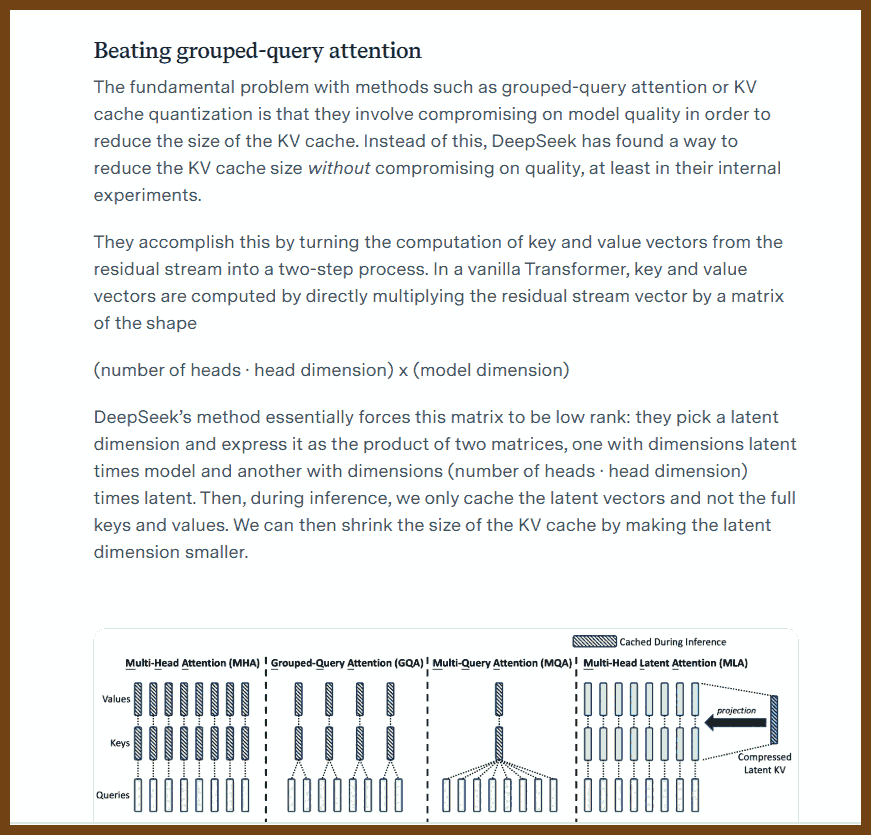 Beating grouped-query attention
The fundamental problem with methods such as grouped-query attention or KV
cache quantization is that they involve compromising on model quality in order to
reduce the size of the KV cache. Instead of this, DeepSeek has found a way to
reduce the KV cache size without compromising on quality, at least in their internal
experiments.
They accomplish this by turning the computation of key and value vectors from the
residual stream into a two-step process. In a vanilla Transformer, key and value
vectors are computed by directly multiplying the residual stream vector by a matrix
of the shape
(number of heads · head dimension) x (model dimension)
DeepSeek’s method essentially forces this matrix to be low rank: they pick a latent
dimension and express it as the product of two matrices, one with dimensions latent
times model and another with dimensions (number of heads · head dimension)
times latent. Then, during inference, we only cache the latent vectors and not the full
keys and values. We can then shrink the size of the KV cache by making the latent
dimension smaller.
Cached During Inference
Multi-Head Attention (MHA) Grouped-Query Attention (GQA) Multi-Query Attention (MQA) Multi-Head Latent Attention (MLA)
Values
projection
Keys
Compressed
Latent KV
Queries